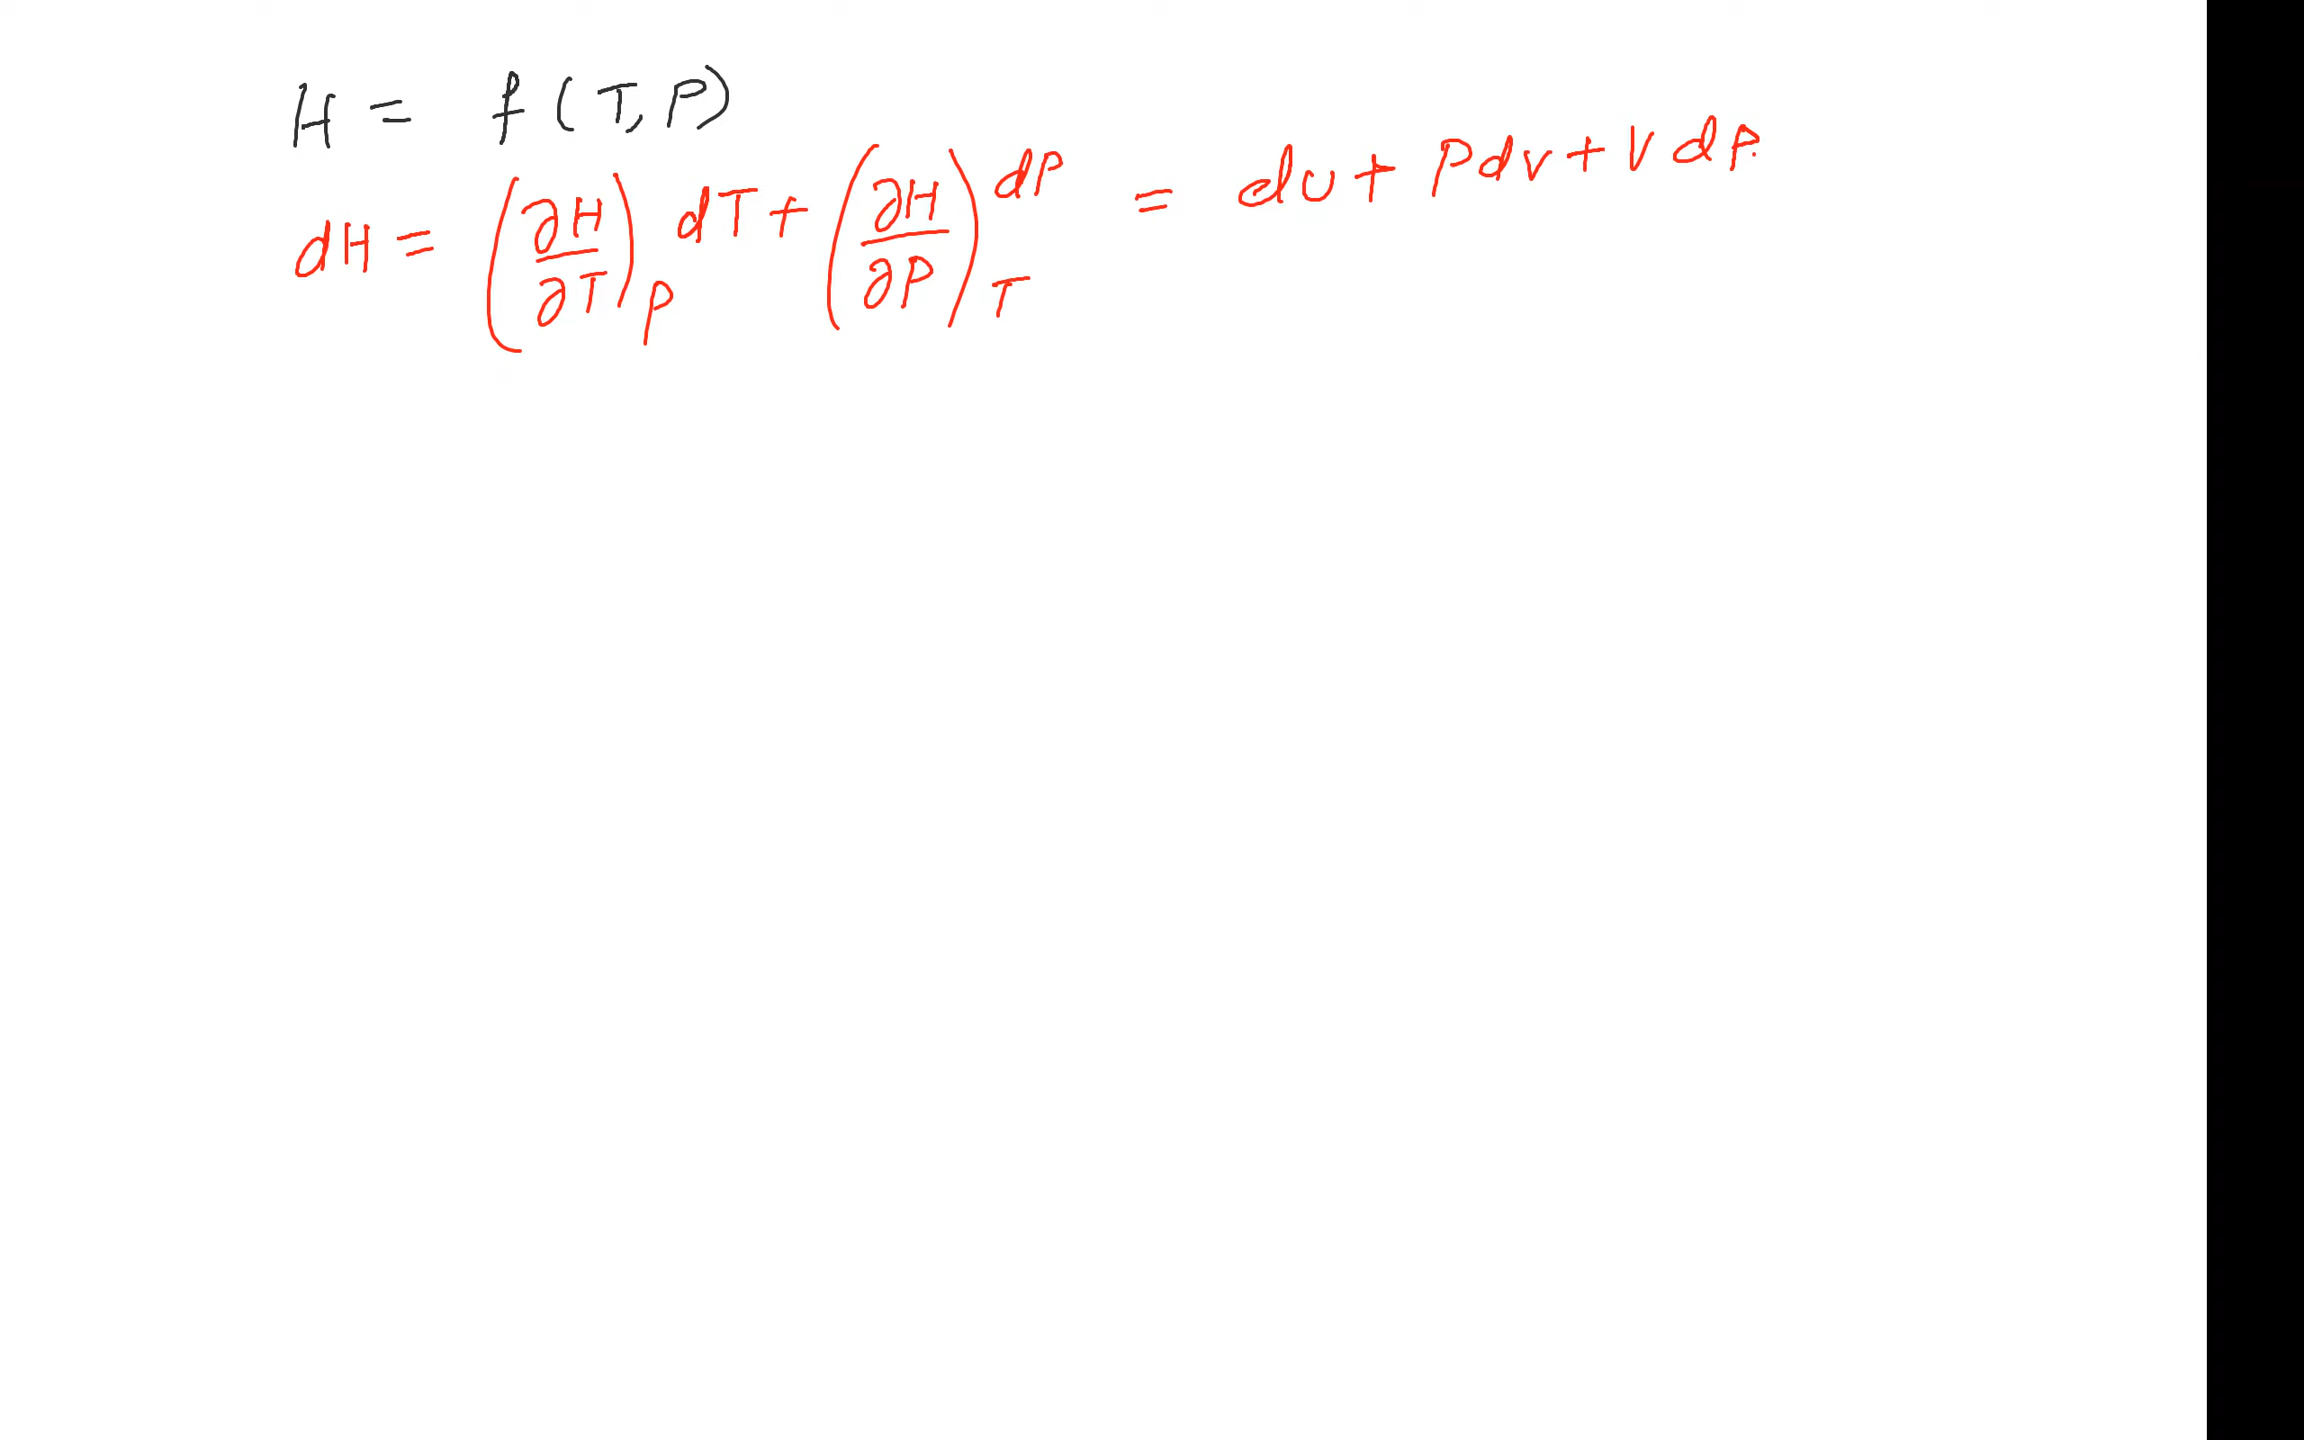 H = f(T,P)
dH = (∂H/∂T)_P dT + (∂H/∂P)_T dP = dU + PdV + VdP.